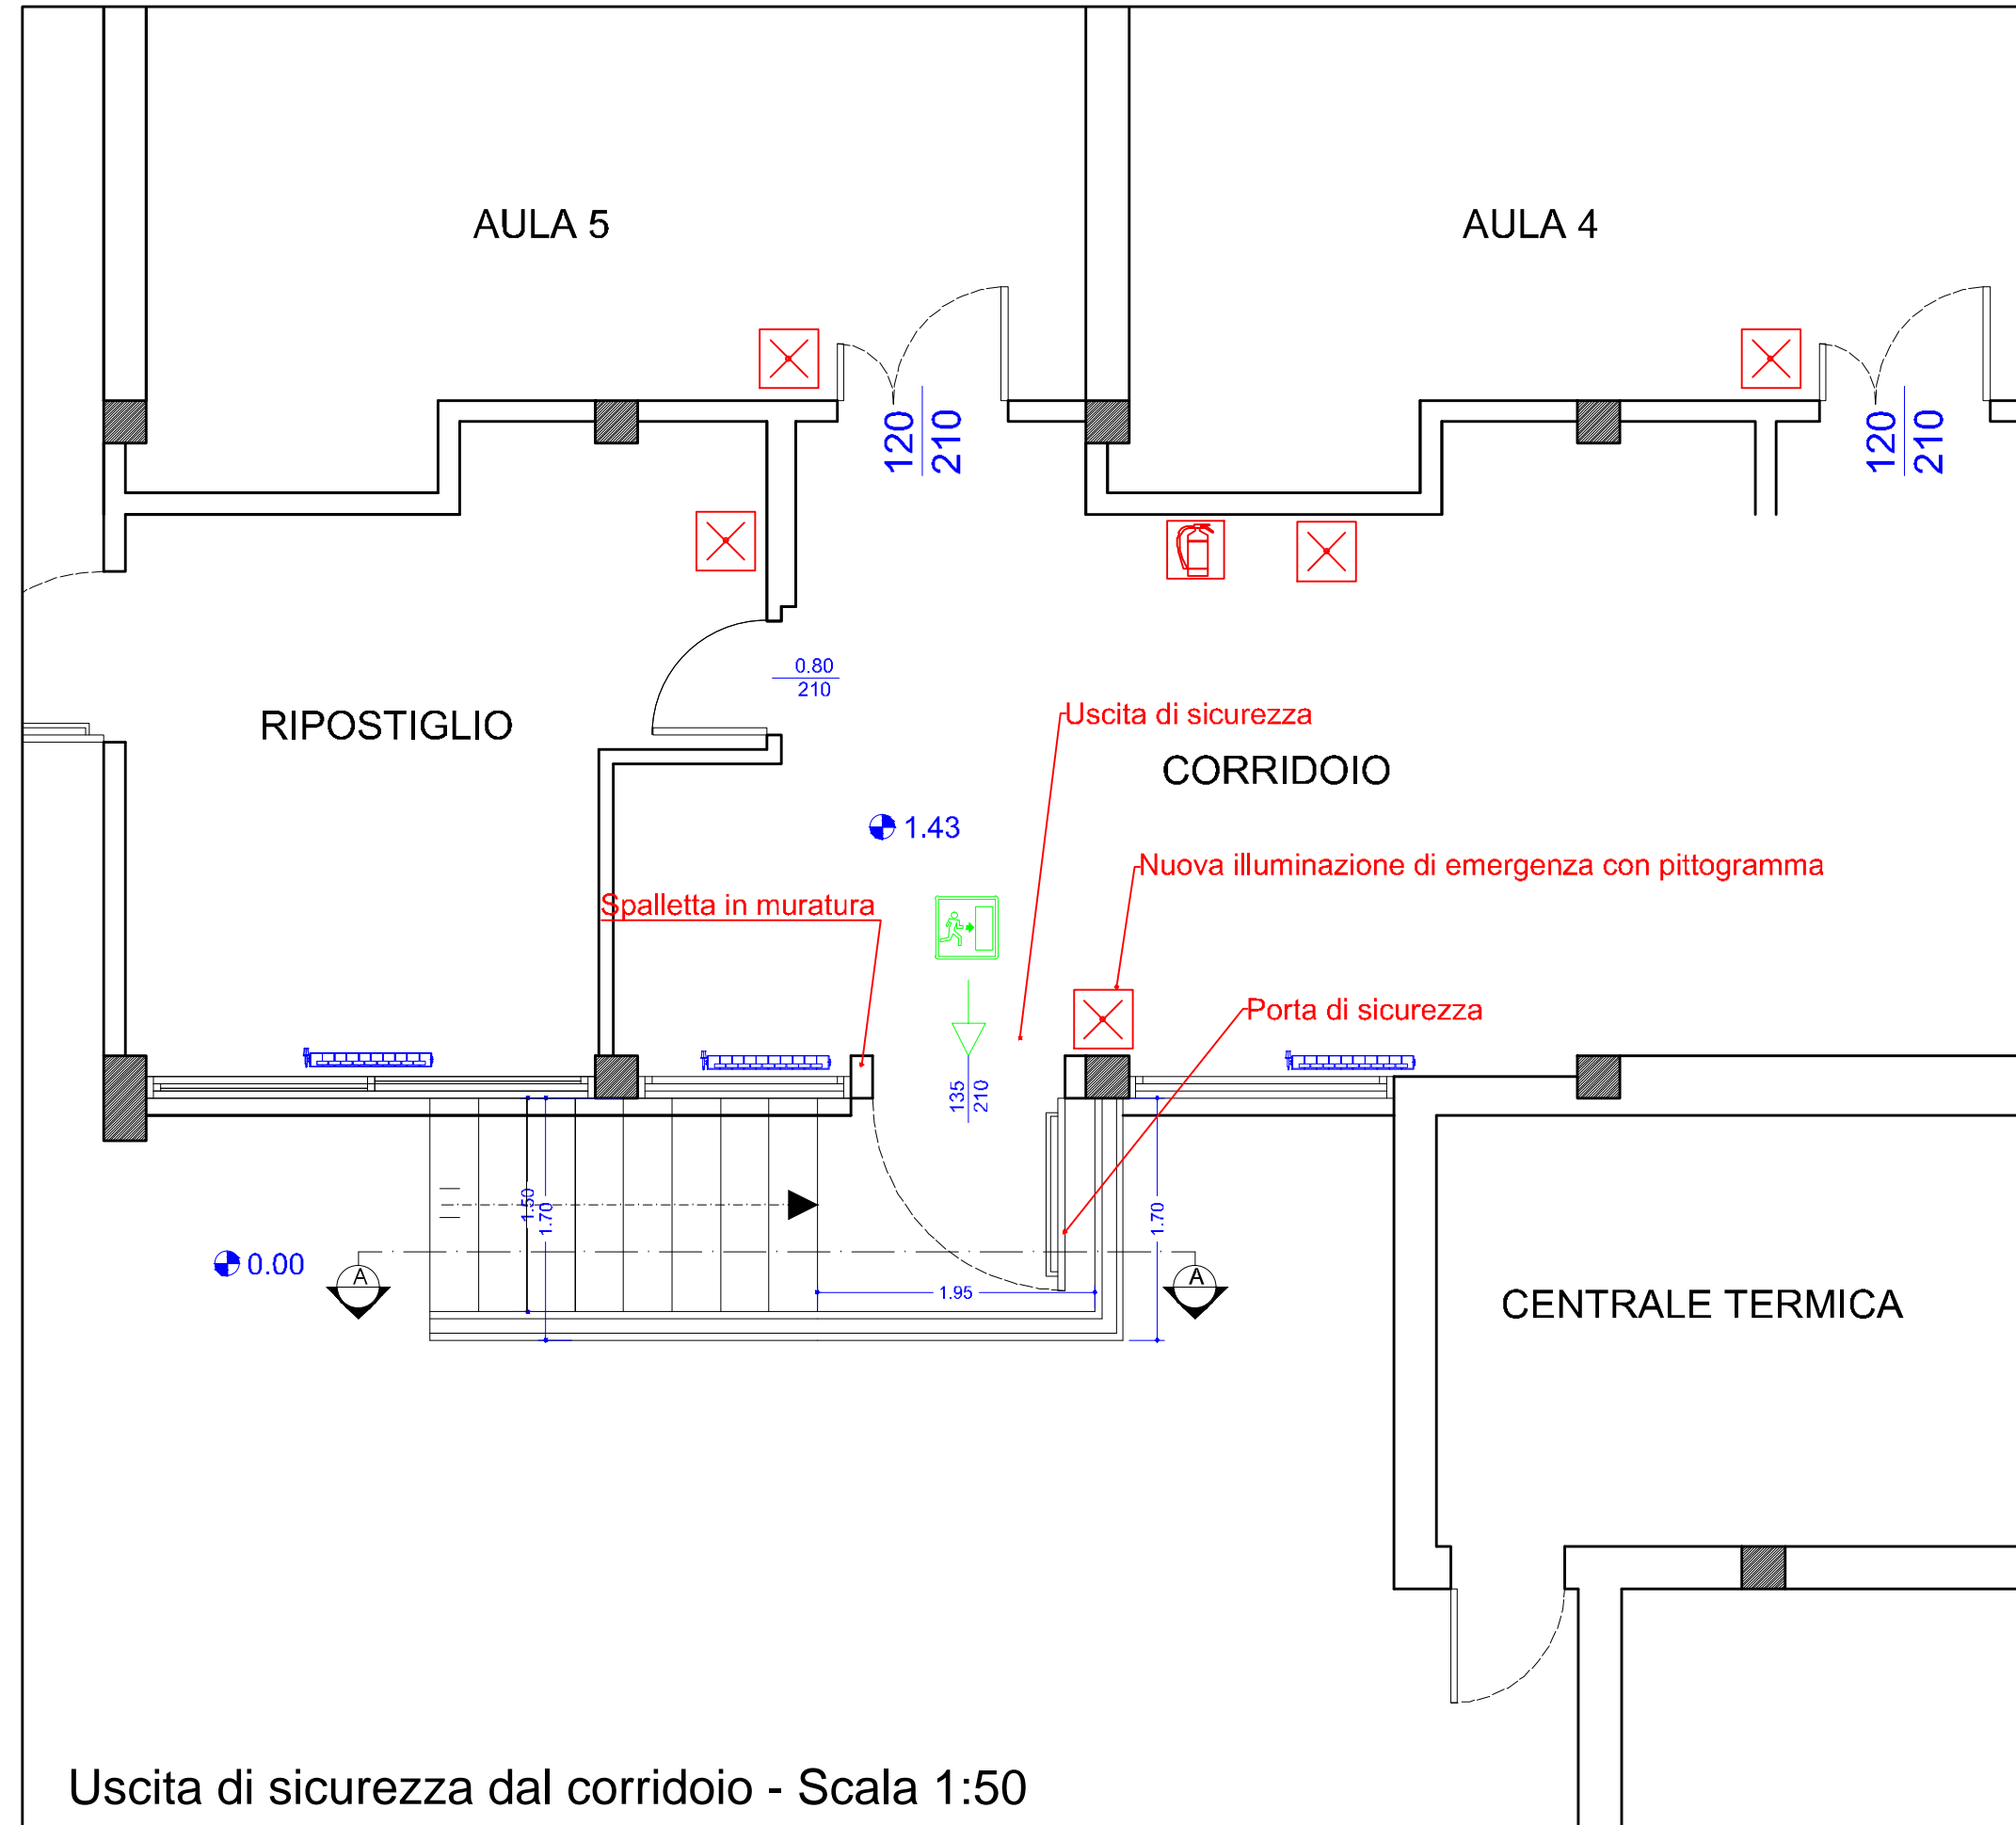 AULA 5
AULA 4
120
210
120
210
0.80
210
Uscita di sicurezza
RIPOSTIGLIO
CORRIDOIO
1.43
Nuova illuminazione di emergenza con pittogramma
Spalletta in muratura
Porta di sicurezza
135
210
1.50
1.70
1.70
0.00
A
A
1.95
CENTRALE TERMICA
Uscita di sicurezza dal corridoio - Scala 1:50